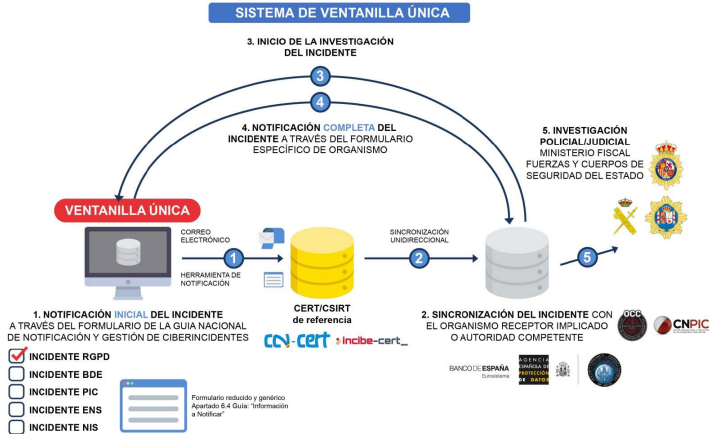 SISTEMA DE VENTANILLA ÚNICA
3. INICIO DE LA INVESTIGACIÓN
DEL INCIDENTE
3
4
4. NOTIFICACIÓN COMPLETA DEL
INCIDENTE A TRAVÉS DEL FORMULARIO
ESPECÍFICO DE ORGANISMO
5. INVESTIGACIÓN
POLICIAL/JUDICIAL
MINISTERIO FISCAL
FUERZAS Y CUERPOS DE
SEGURIDAD DEL ESTADO
VENTANILLA ÚNICA
CORREO
ELECTRÓNICO
1
HERRAMIENTA DE
NOTIFICACIÓN
SINCRONIZACIÓN
UNIDIRECCIONAL
2
5
1. NOTIFICACIÓN INICIAL DEL INCIDENTE
A TRAVÉS DEL FORMULARIO DE LA GUIA NACIONAL
DE NOTIFICACIÓN Y GESTIÓN DE CIBERINCIDENTES
CERT/CSIRT
de referencia
ccn-cert
incibe-cert_
2. SINCRONIZACIÓN DEL INCIDENTE CON
EL ORGANISMO RECEPTOR IMPLICADO
O AUTORIDAD COMPETENTE
OCC
CNPIC
INCIDENTE RGPD
INCIDENTE BDE
INCIDENTE PIC
INCIDENTE ENS
INCIDENTE NIS
Formulario reducido y genérico
Apartado 6.4 Guía: "Información
a Notificar"
BANCO DE ESPAÑA
Eurosistema
AGENCIA
ESPAÑOLA DE
PROTECCIÓN
DE DATOS